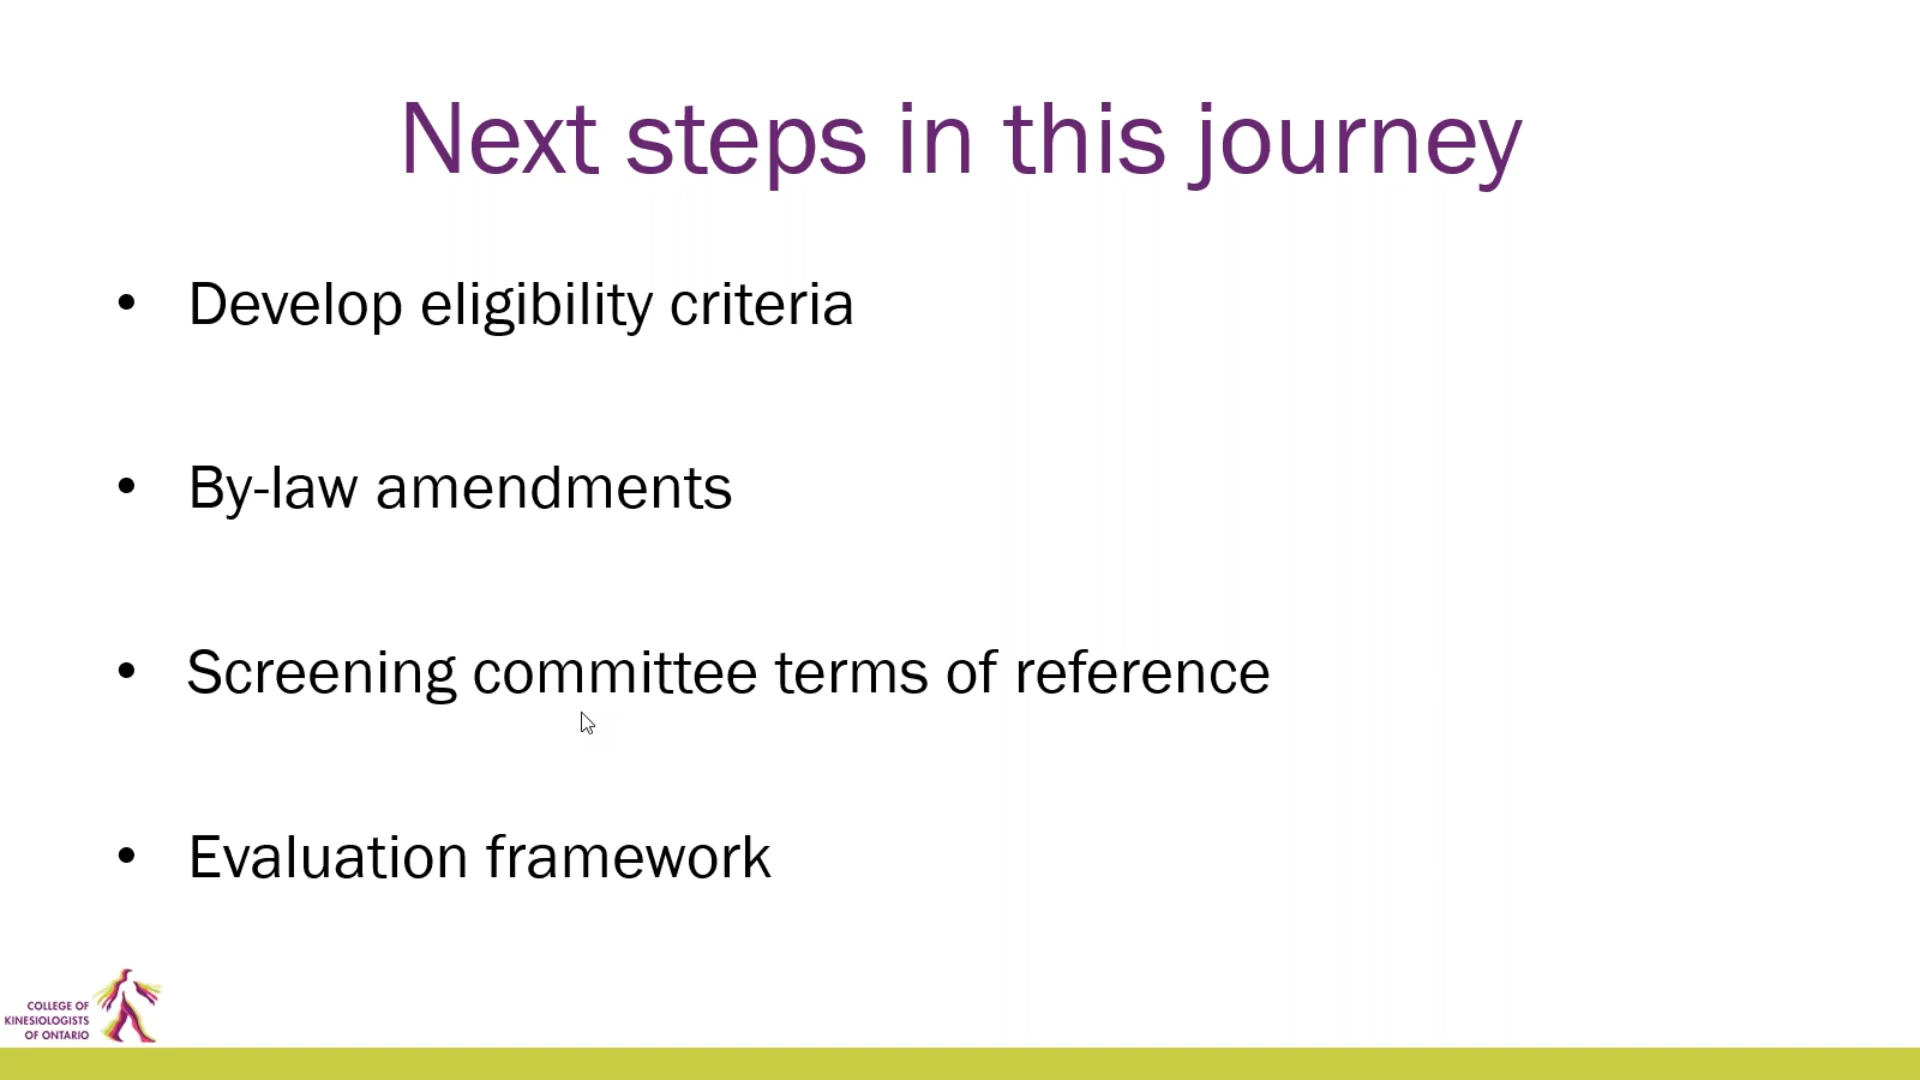 Next steps in this journey
• Develop eligibility criteria
• By-law amendments
• Screening committee terms of reference
• Evaluation framework
COLLEGE OF
KINESIOLOGISTS
OF ONTARIO